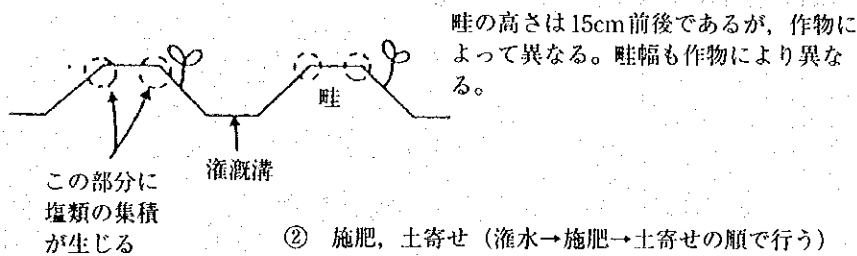 畦の高さは15cm前後であるが，作物に
よって異なる。畦幅も作物により異な
る。
畦
灌漑溝
この部分に
塩類の集積
が生じる
② 施肥，土寄せ（灌水→施肥→土寄せの順で行う）